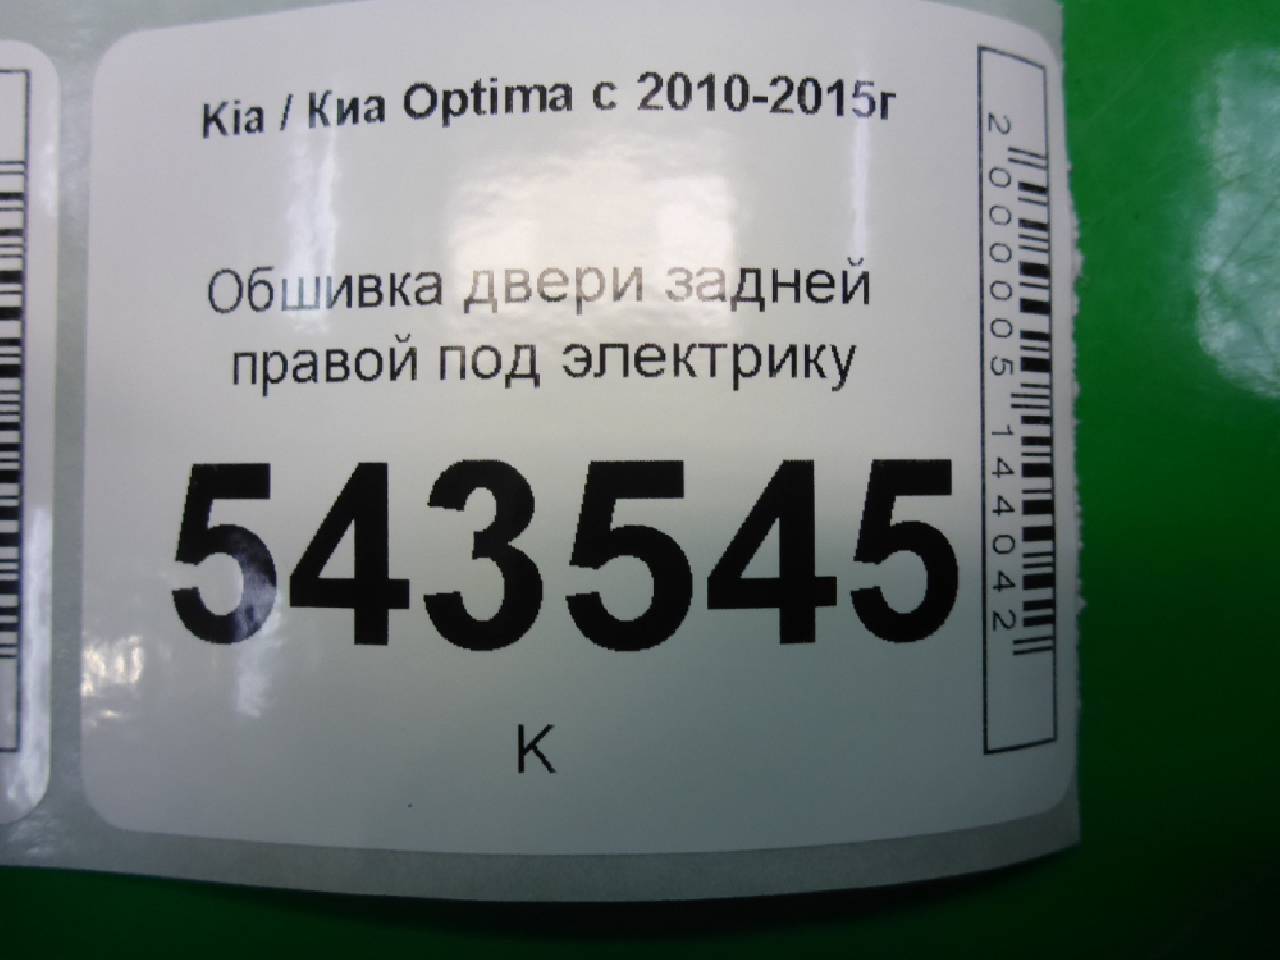 Kia / Киа Optima с 2010-2015г
Обшивка двери задней
правой под электрику
543545
К
2000005144042